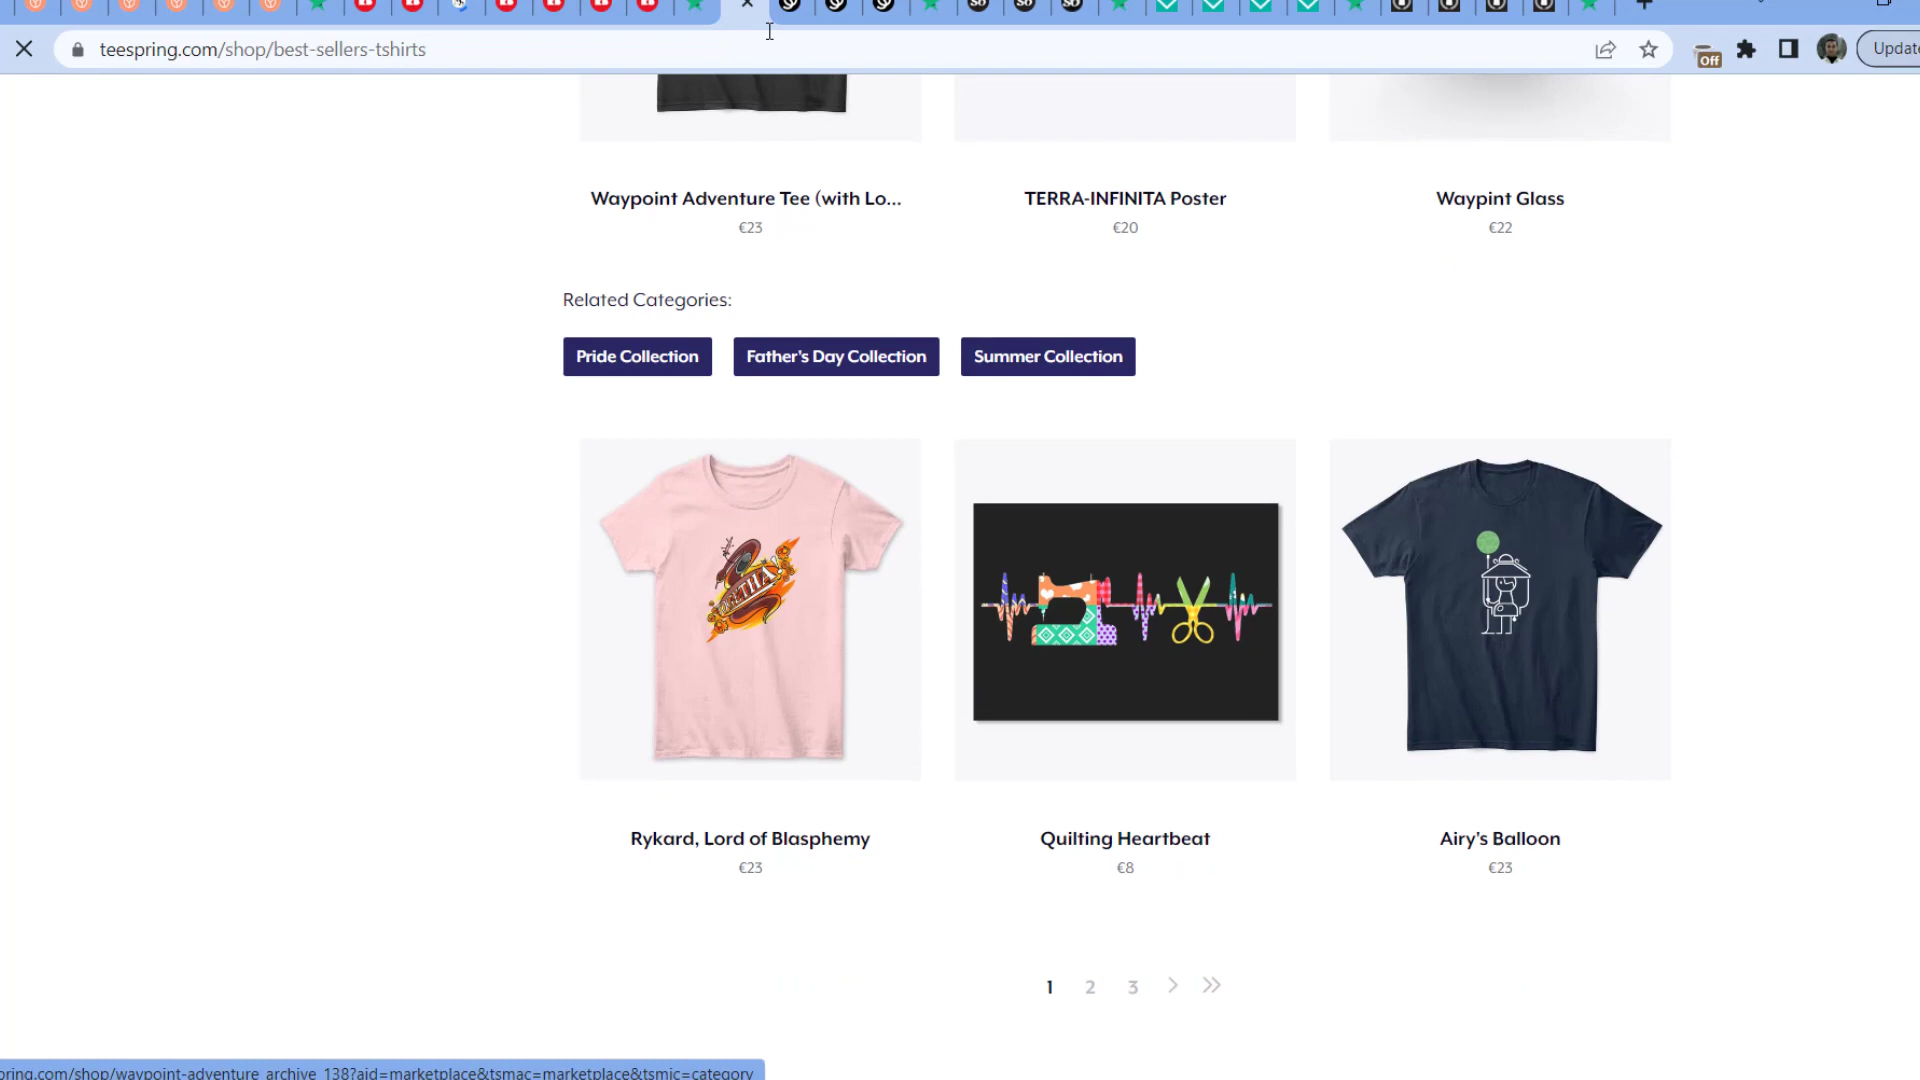 teespring.com/shop/best-sellers-tshirts
Off
Update
Waypoint Adventure Tee (with Lo...
TERRA-INFINITA Poster
Waypint Glass
€23
€20
€22
Related Categories:
Pride Collection
Father's Day Collection
Summer Collection
Rykard, Lord of Blasphemy
Quilting Heartbeat
Airy's Balloon
€23
€8
€23
1 2 3
pring.com/shop/waypoint-adventure_archive_138?aid=marketplace&tsmac=marketplace&tsmic=category